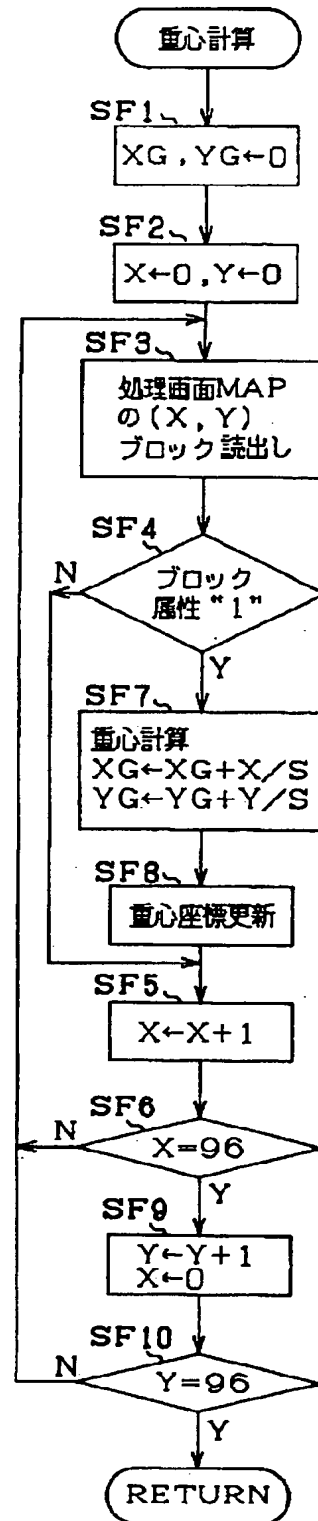 重心計算
SF1
XG,YG←0
SF2
X←0,Y←0
SF3
処理画面MAP
の(X,Y)
ブロック読出し
SF4
N
ブロック
属性"1"
Y
SF7
重心計算
XG←XG+X/S
YG←YG+Y/S
SF8
重心座標更新
SF5
X←X+1
SF6
N
X=96
Y
SF9
Y←Y+1
X←0
SF10
N
Y=96
Y
RETURN